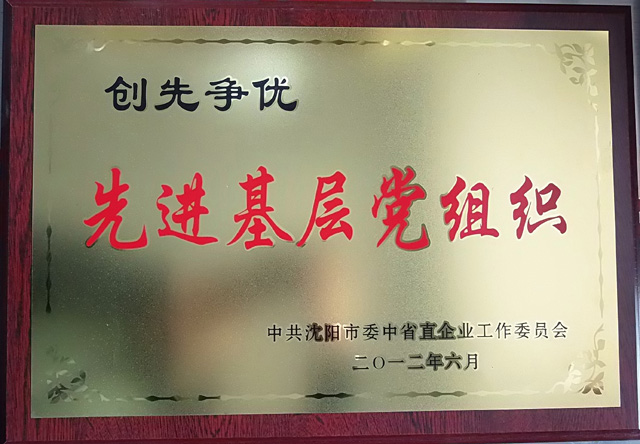 创先争优
先进基层党组织
中共沈阳市委中省直企业工作委员会
二〇一二年六月